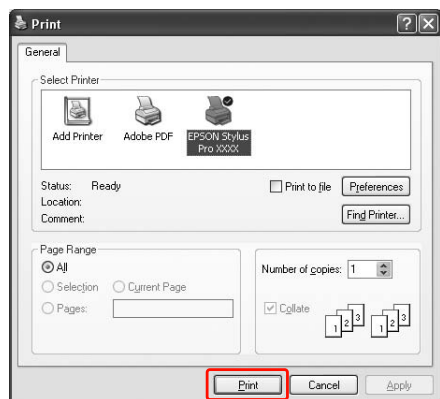 Print
General
Select Printer
Add Printer
Adobe PDF
EPSON Stylus
Pro XXXX
Status: Ready
Location:
Comment:
Print to file
Preferences
Find Printer...
Page Range
All
Selection
Current Page
Pages:
Number of copies: 1
Collate
1 2 3 1 2 3
Print Cancel Apply